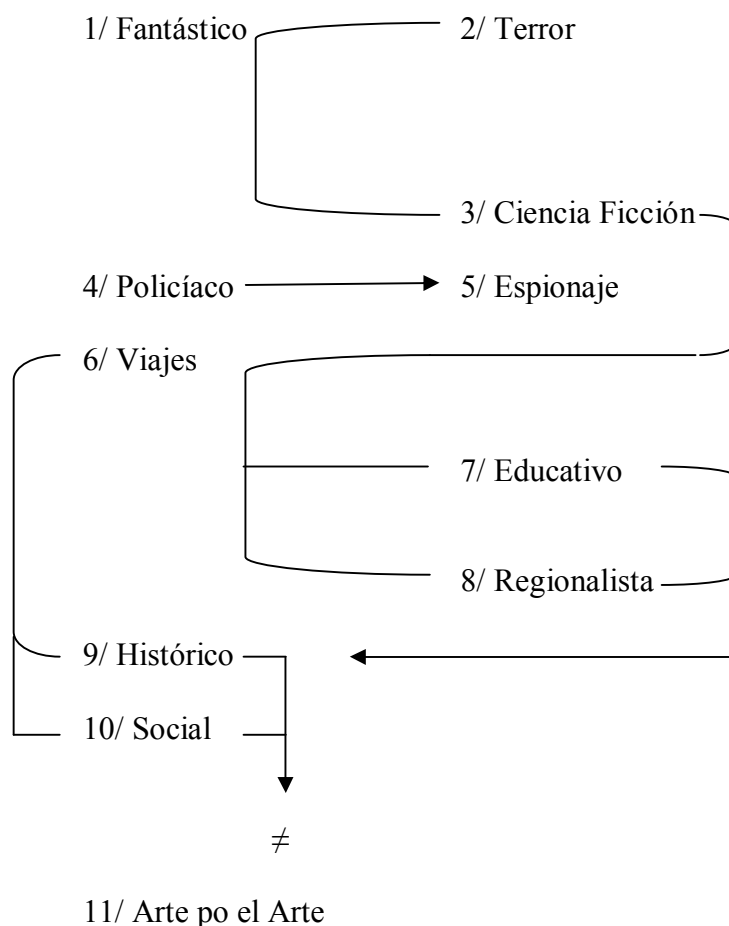 1/ Fantástico
2/ Terror
3/ Ciencia Ficción
4/ Policíaco
5/ Espionaje
6/ Viajes
7/ Educativo
8/ Regionalista
9/ Histórico
10/ Social
≠
11/ Arte po el Arte